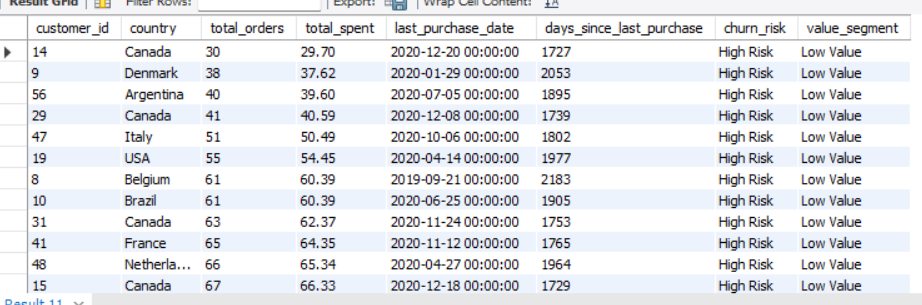 Result Grid Filter Rows: Export: Wrap Cell Content: IA
customer_id country total_orders total_spent last_purchase_date days_since_last_purchase churn_risk value_segment
14 Canada 30 29.70 2020-12-20 00:00:00 1727 High Risk Low Value
9 Denmark 38 37.62 2020-01-29 00:00:00 2053 High Risk Low Value
56 Argentina 40 39.60 2020-07-05 00:00:00 1895 High Risk Low Value
29 Canada 41 40.59 2020-12-08 00:00:00 1739 High Risk Low Value
47 Italy 51 50.49 2020-10-06 00:00:00 1802 High Risk Low Value
19 USA 55 54.45 2020-04-14 00:00:00 1977 High Risk Low Value
8 Belgium 61 60.39 2019-09-21 00:00:00 2183 High Risk Low Value
10 Brazil 61 60.39 2020-06-25 00:00:00 1905 High Risk Low Value
31 Canada 63 62.37 2020-11-24 00:00:00 1753 High Risk Low Value
41 France 65 64.35 2020-11-12 00:00:00 1765 High Risk Low Value
48 Netherla... 66 65.34 2020-04-27 00:00:00 1964 High Risk Low Value
15 Canada 67 66.33 2020-12-18 00:00:00 1729 High Risk Low Value
Result 11